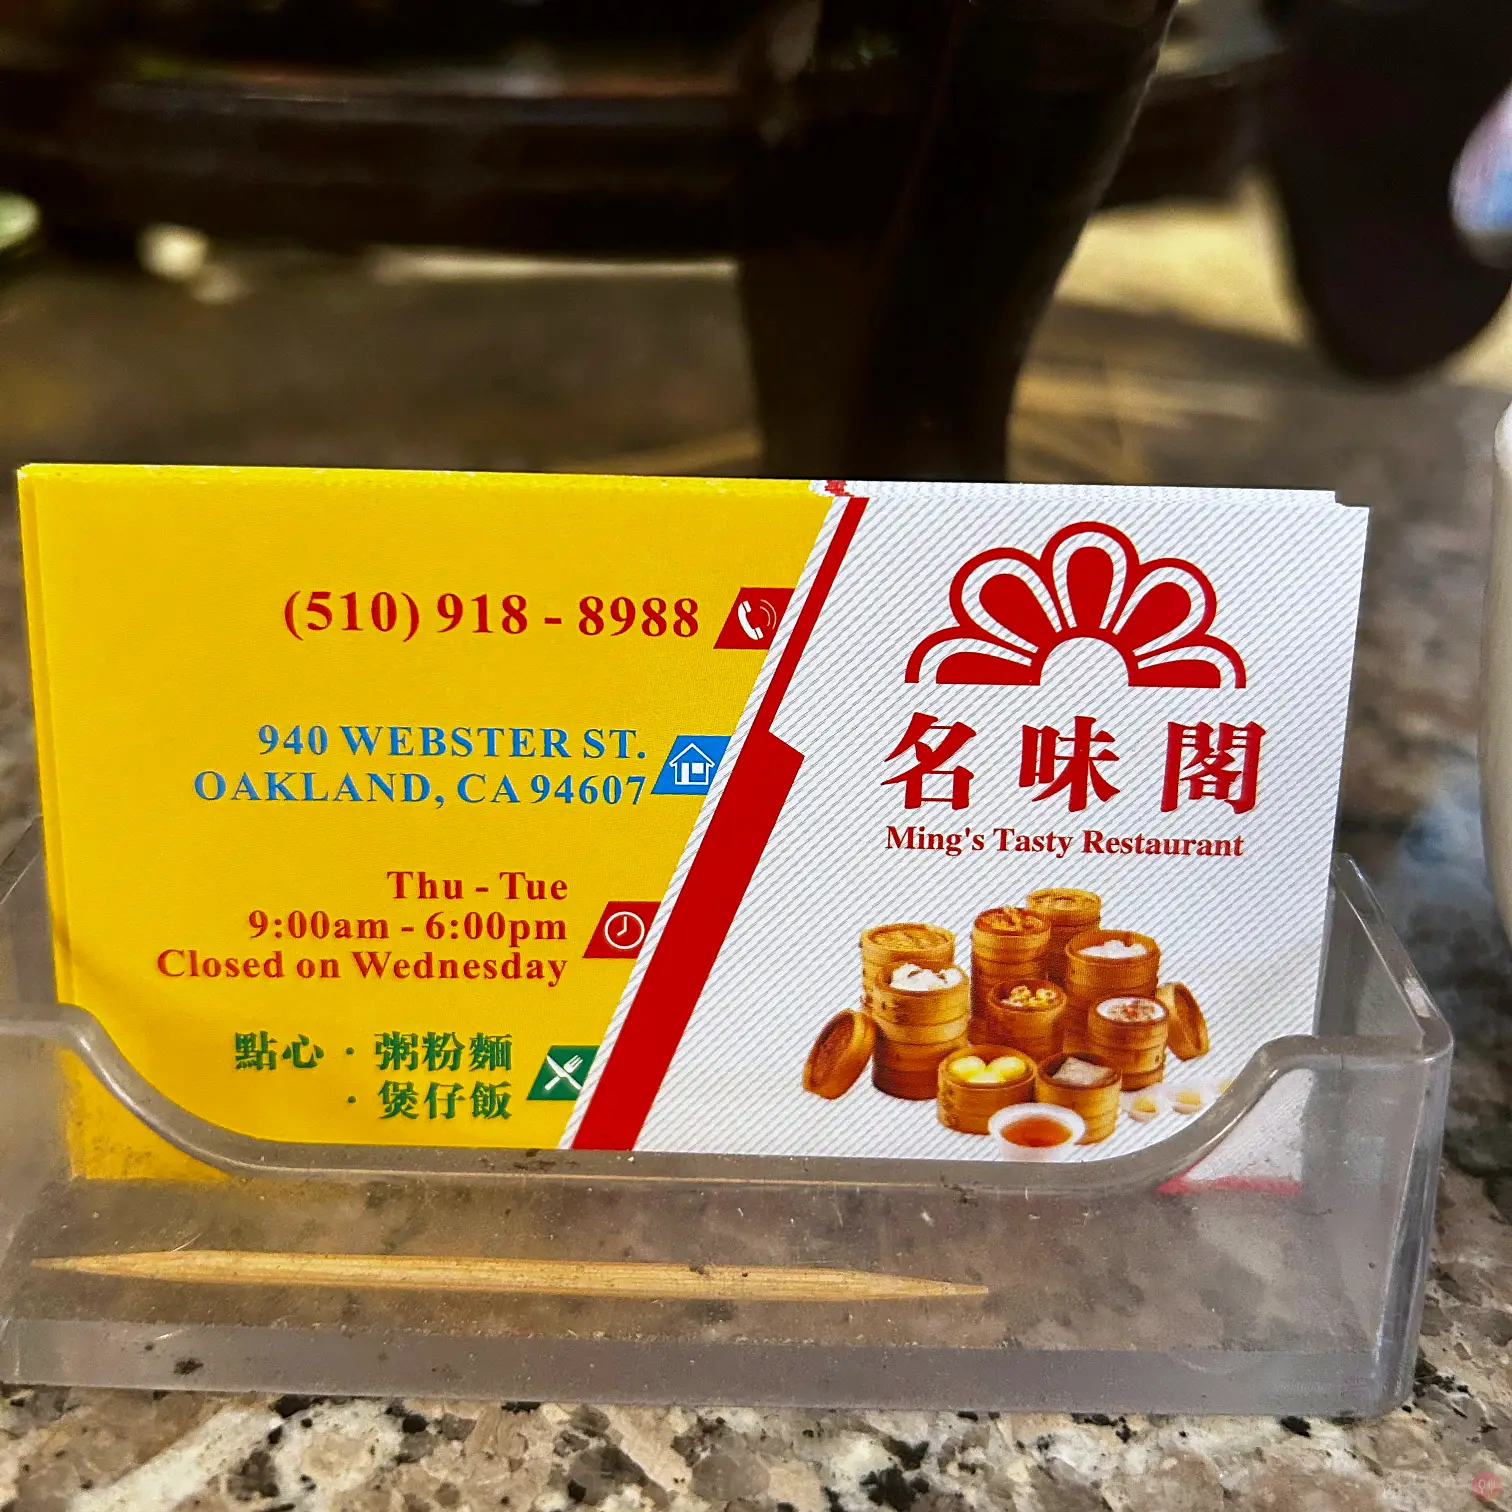 (510) 918 - 8988
940 WEBSTER ST.
OAKLAND, CA 94607
Thu - Tue
9:00am - 6:00pm
Closed on Wednesday
點心 · 粥粉麵
· 煲仔飯
名味閣
Ming's Tasty Restaurant